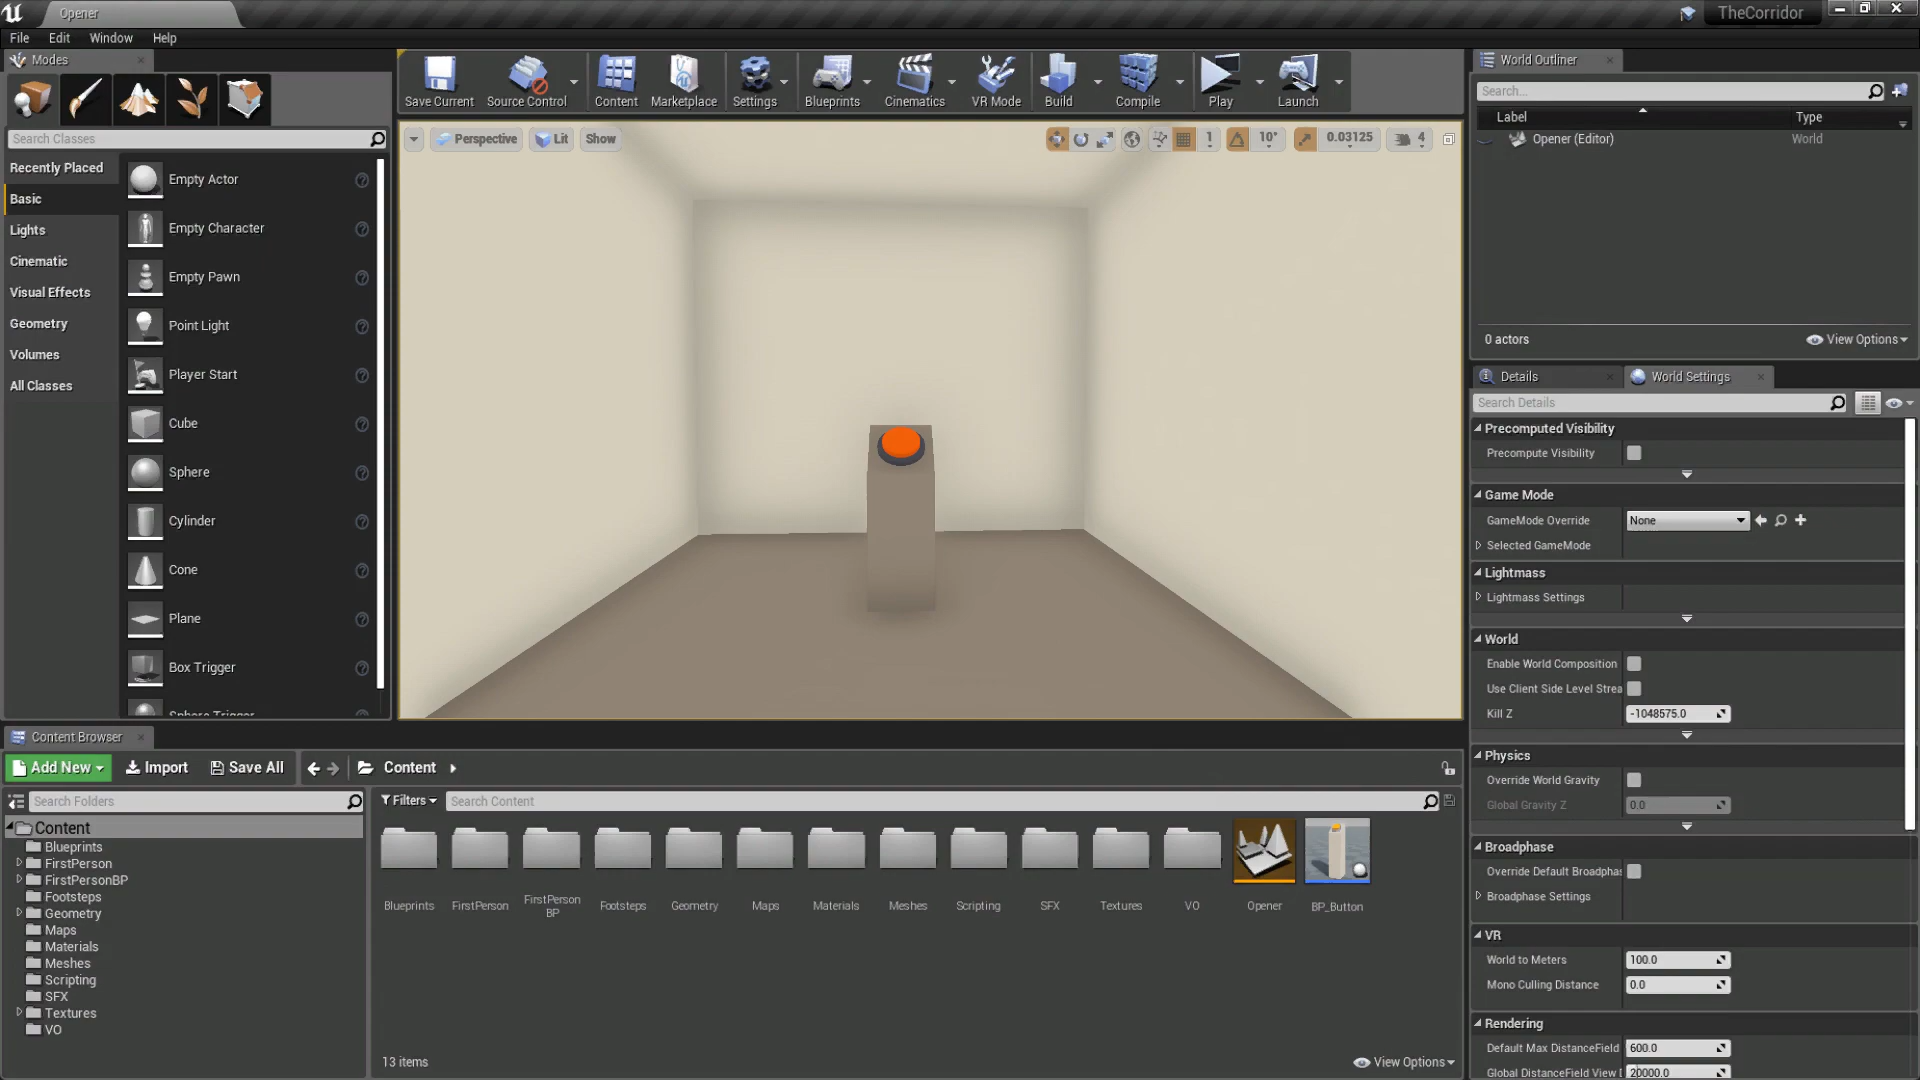 Opener
TheCorridor
File Edit Window Help
Modes
Save Current
Source Control
Content
Marketplace
Settings
Blueprints
Cinematics
VR Mode
Build
Compile
Play
Launch
Search Classes
Recently Placed
Basic
Lights
Cinematic
Visual Effects
Geometry
Volumes
All Classes
Empty Actor
Empty Character
Empty Pawn
Point Light
Player Start
Cube
Sphere
Cylinder
Cone
Plane
Box Trigger
Sphere Trigger
Perspective
Lit
Show
1
10°
0.03125
4
World Outliner
Search...
Label Type
Opener (Editor) World
0 actors
View Options
Details
World Settings
Search Details
Precomputed Visibility
Precompute Visibility
Game Mode
GameMode Override None
Selected GameMode
Lightmass
Lightmass Settings
World
Enable World Composition
Use Client Side Level Strea
Kill Z -1048575.0
Physics
Override World Gravity
Global Gravity Z 0.0
Broadphase
Override Default Broadphas
Broadphase Settings
VR
World to Meters 100.0
Mono Culling Distance 0.0
Rendering
Default Max DistanceField 600.0
Global DistanceField View D 20000.0
Content Browser
Add New
Import
Save All
Content
Search Folders
Content
Blueprints
FirstPerson
FirstPersonBP
Footsteps
Geometry
Maps
Materials
Meshes
Scripting
SFX
Textures
VO
Filters
Search Content
Blueprints
FirstPerson
FirstPerson
BP
Footsteps
Geometry
Maps
Materials
Meshes
Scripting
SFX
Textures
VO
Opener
BP_Button
13 items
View Options